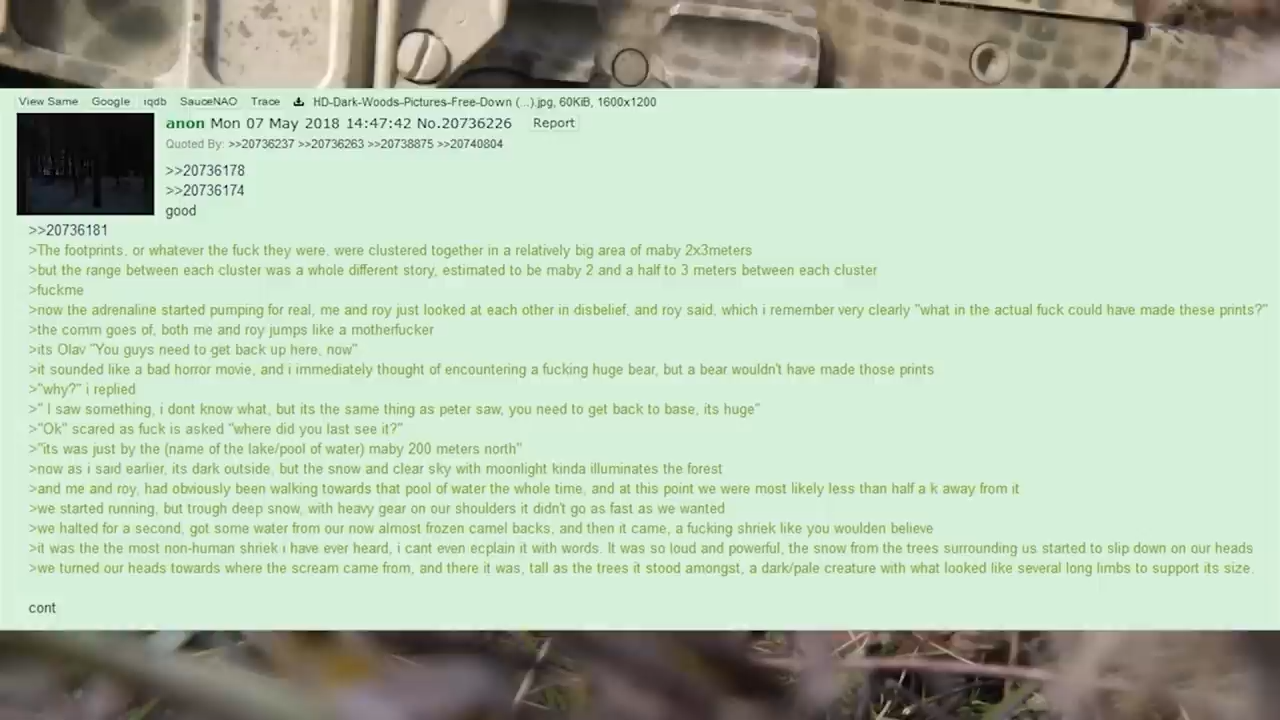 View Same Google iqdb SauceNAO Trace HD-Dark-Woods-Pictures-Free-Down (...).jpg, 60KiB, 1600x1200
anon Mon 07 May 2018 14:47:42 No.20736226 Report
Quoted By: >>20736237 >>20736263 >>20738875 >>20740804
>>20736178
>>20736174
good
>>20736181
>The footprints, or whatever the fuck they were, were clustered together in a relatively big area of maby 2x3meters
>but the range between each cluster was a whole different story, estimated to be maby 2 and a half to 3 meters between each cluster
>fuckme
>now the adrenaline started pumping for real, me and roy just looked at each other in disbelief, and roy said, which i remember very clearly "what in the actual fuck could have made these prints?"
>the comm goes of, both me and roy jumps like a motherfucker
>its Olav "You guys need to get back up here, now"
>it sounded like a bad horror movie, and i immediately thought of encountering a fucking huge bear, but a bear wouldn't have made those prints
>"why?" i replied
>" I saw something, i dont know what, but its the same thing as peter saw, you need to get back to base, its huge"
>"Ok" scared as fuck is asked "where did you last see it?"
>"its was just by the (name of the lake/pool of water) maby 200 meters north"
>now as i said earlier, its dark outside, but the snow and clear sky with moonlight kinda illuminates the forest
>and me and roy, had obviously been walking towards that pool of water the whole time, and at this point we were most likely less than half a k away from it
>we started running, but trough deep snow, with heavy gear on our shoulders it didn't go as fast as we wanted
>we halted for a second, got some water from our now almost frozen camel backs, and then it came, a fucking shriek like you woulden believe
>it was the the most non-human shriek i have ever heard, i cant even ecplain it with words. It was so loud and powerful, the snow from the trees surrounding us started to slip down on our heads
>we turned our heads towards where the scream came from, and there it was, tall as the trees it stood amongst, a dark/pale creature with what looked like several long limbs to support its size.
cont